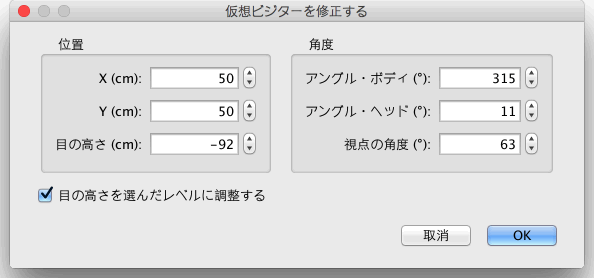 仮想ビジターを修正する
位置
X (cm): 50
Y (cm): 50
目の高さ (cm): -92
角度
アングル・ボディ (°): 315
アングル・ヘッド (°): 11
視点の角度 (°): 63
目の高さを選んだレベルに調整する
取消 OK